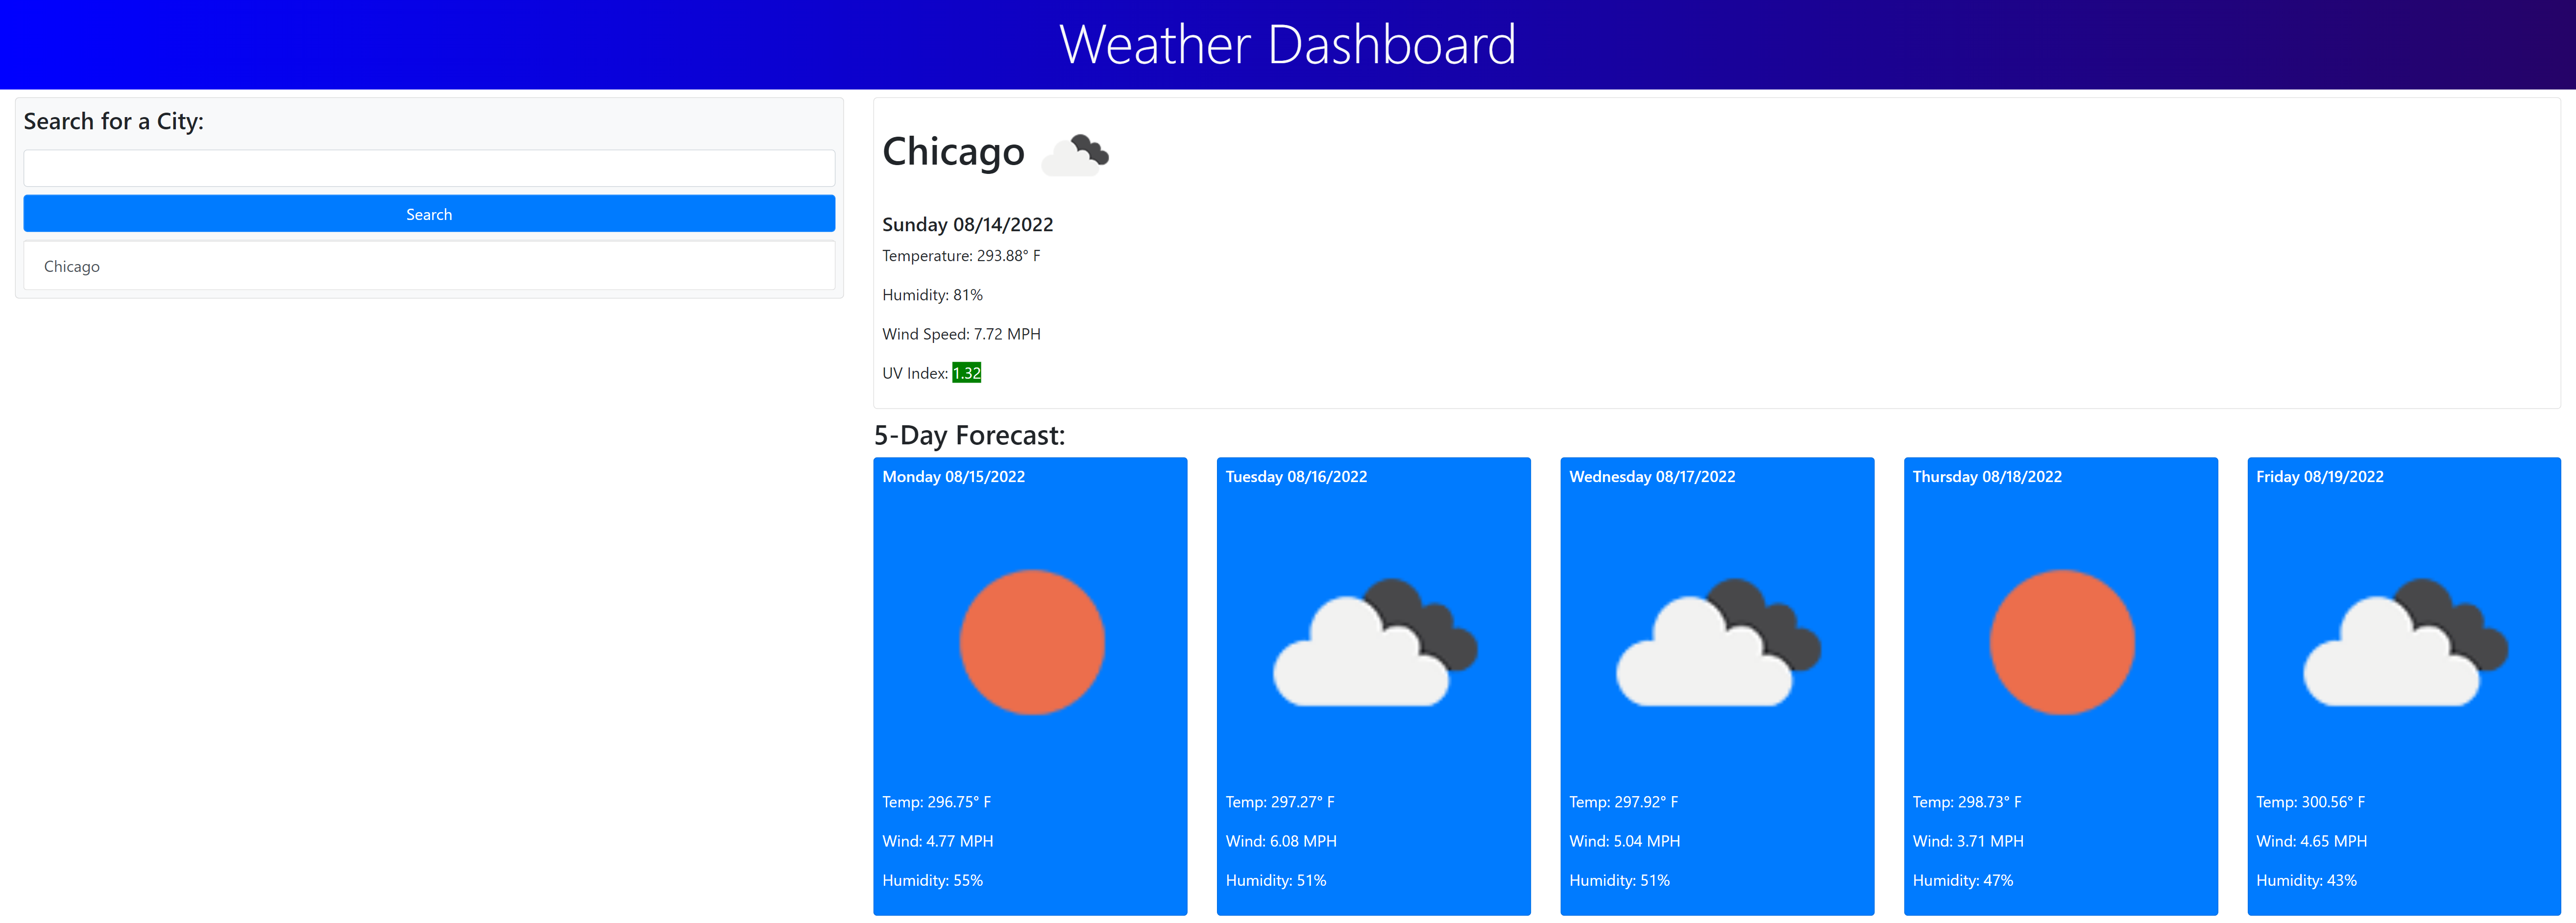 Weather Dashboard
Search for a City:
Search
Chicago
Chicago
Sunday 08/14/2022
Temperature: 293.88° F
Humidity: 81%
Wind Speed: 7.72 MPH
UV Index: 1.32
5-Day Forecast:
Monday 08/15/2022
Temp: 296.75° F
Wind: 4.77 MPH
Humidity: 55%
Tuesday 08/16/2022
Temp: 297.27° F
Wind: 6.08 MPH
Humidity: 51%
Wednesday 08/17/2022
Temp: 297.92° F
Wind: 5.04 MPH
Humidity: 51%
Thursday 08/18/2022
Temp: 298.73° F
Wind: 3.71 MPH
Humidity: 47%
Friday 08/19/2022
Temp: 300.56° F
Wind: 4.65 MPH
Humidity: 43%